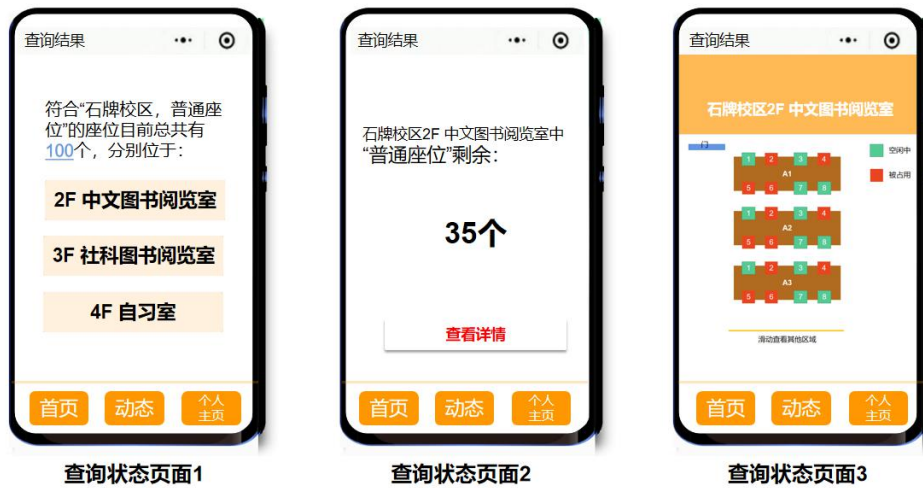 查询结果
符合“石牌校区，普通座
位”的座位目前总共有
100个，分别位于：
2F 中文图书阅览室
3F 社科图书阅览室
4F 自习室
首页
动态
个人
主页
查询状态页面1
查询结果
石牌校区2F 中文图书阅览室中
“普通座位”剩余：
35个
查看详情
首页
动态
个人
主页
查询状态页面2
查询结果
石牌校区2F 中文图书阅览室
门
空闲中
被占用
1 2 3 4
A1
5 6 7 8
1 2 3 4
A2
5 6 7 8
1 2 3 4
A3
5 6 7 8
滑动查看其他区域
首页
动态
个人
主页
查询状态页面3